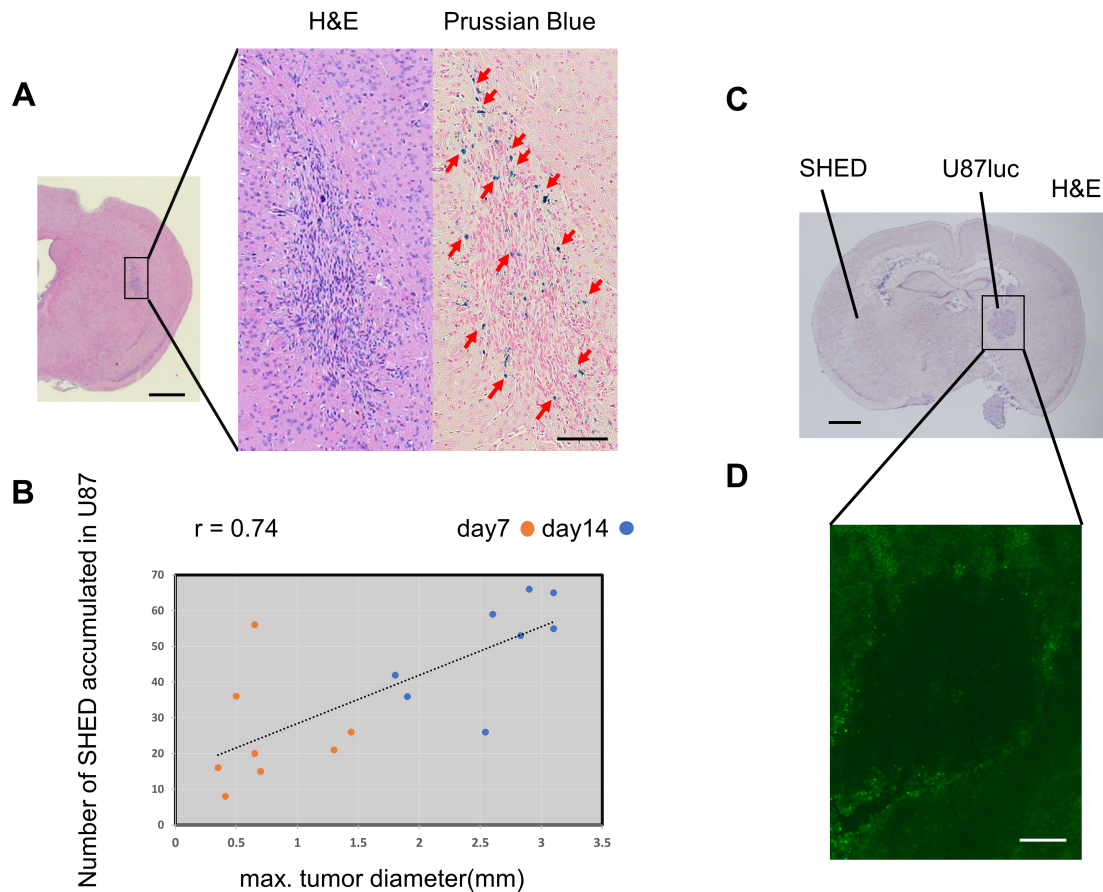 H&E
Prussian Blue
A
C
SHED
U87luc
H&E
B
D
Number of SHED accumulated in U87
r = 0.74
day7
day14
70
60
50
40
30
20
10
0
0
0.5
1
1.5
2
2.5
3
3.5
max. tumor diameter(mm)